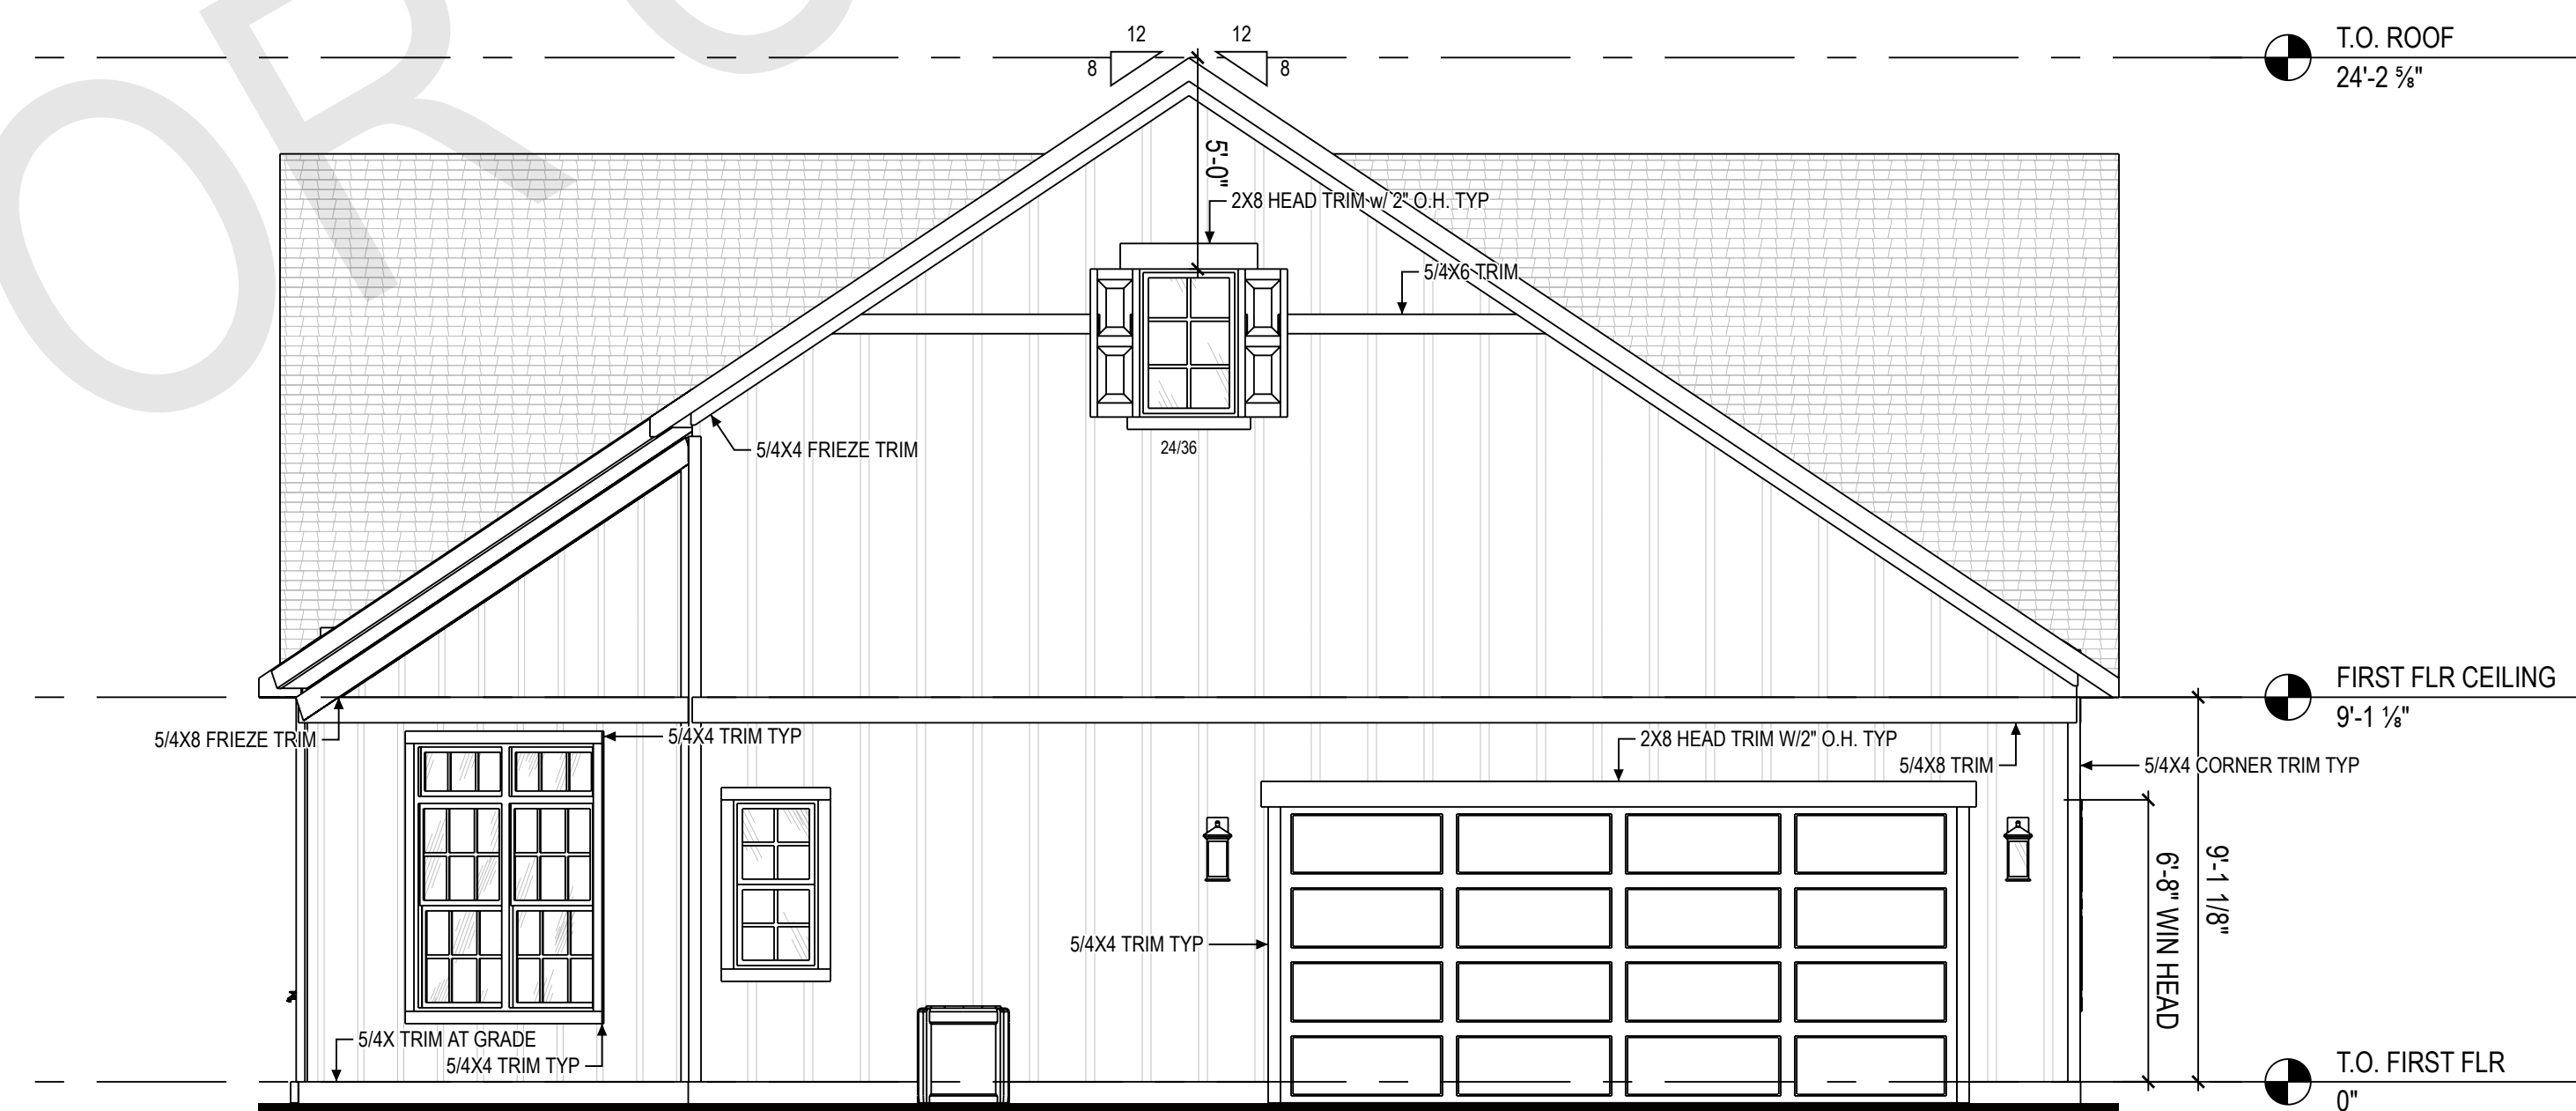 12
12
T.O. ROOF
8
8
24'-2 ⅝"
5'-0"
2X8 HEAD TRIM w/ 2" O.H. TYP
5/4X6 TRIM
5/4X4 FRIEZE TRIM
24/36
FIRST FLR CEILING
9'-1 ⅛"
5/4X8 FRIEZE TRIM
5/4X4 TRIM TYP
2X8 HEAD TRIM W/2" O.H. TYP
5/4X8 TRIM
5/4X4 CORNER TRIM TYP
6'-8" WIN HEAD
9'-1 1/8"
5/4X4 TRIM TYP
5/4X TRIM AT GRADE
5/4X4 TRIM TYP
T.O. FIRST FLR
0"
OR